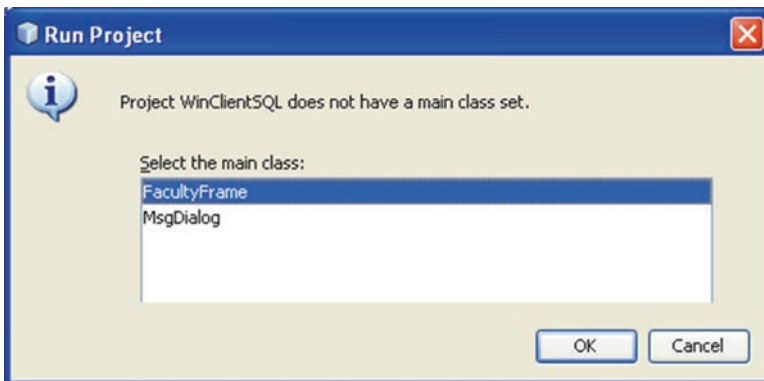 Run Project
Project WinClientSQL does not have a main class set.
Select the main class:
FacultyFrame
MsgDialog
OK
Cancel